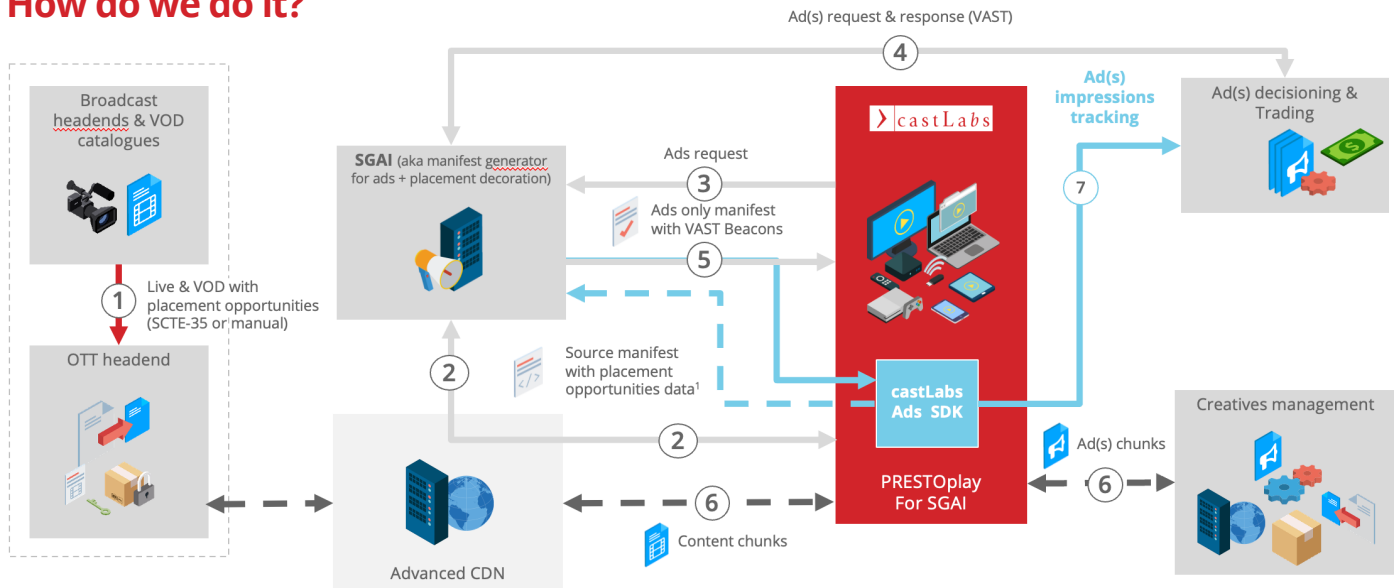 How do we do it?
Ad(s) request & response (VAST)
4
Broadcast
headends & VOD
catalogues
1
Live & VOD with
placement opportunities
(SCTE-35 or manual)
OTT headend
SGAI (aka manifest generator
for ads + placement decoration)
Ads request
3
Ads only manifest
with VAST Beacons
5
2
Source manifest
with placement
opportunities data¹
2
Advanced CDN
6
Content chunks
castLabs
castLabs
Ads SDK
PRESTOplay
For SGAI
Ad(s)
impressions
tracking
7
Ad(s) decisioning &
Trading
Ad(s) chunks
6
Creatives management